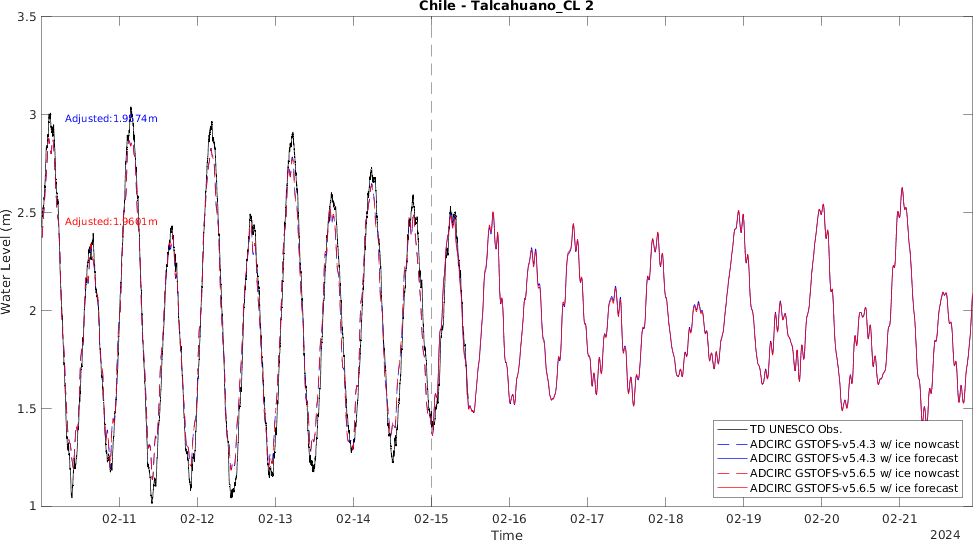 Chile - Talcahuano_CL 2
3.5
3
2.5
2
1.5
1
Water Level (m)
Adjusted:1.9574m
Adjusted:1.9601m
TD UNESCO Obs.
ADCIRC GSTOFS-v5.4.3 w/ ice nowcast
ADCIRC GSTOFS-v5.4.3 w/ ice forecast
ADCIRC GSTOFS-v5.6.5 w/ ice nowcast
ADCIRC GSTOFS-v5.6.5 w/ ice forecast
02-11 02-12 02-13 02-14 02-15 02-16 02-17 02-18 02-19 02-20 02-21
Time
2024